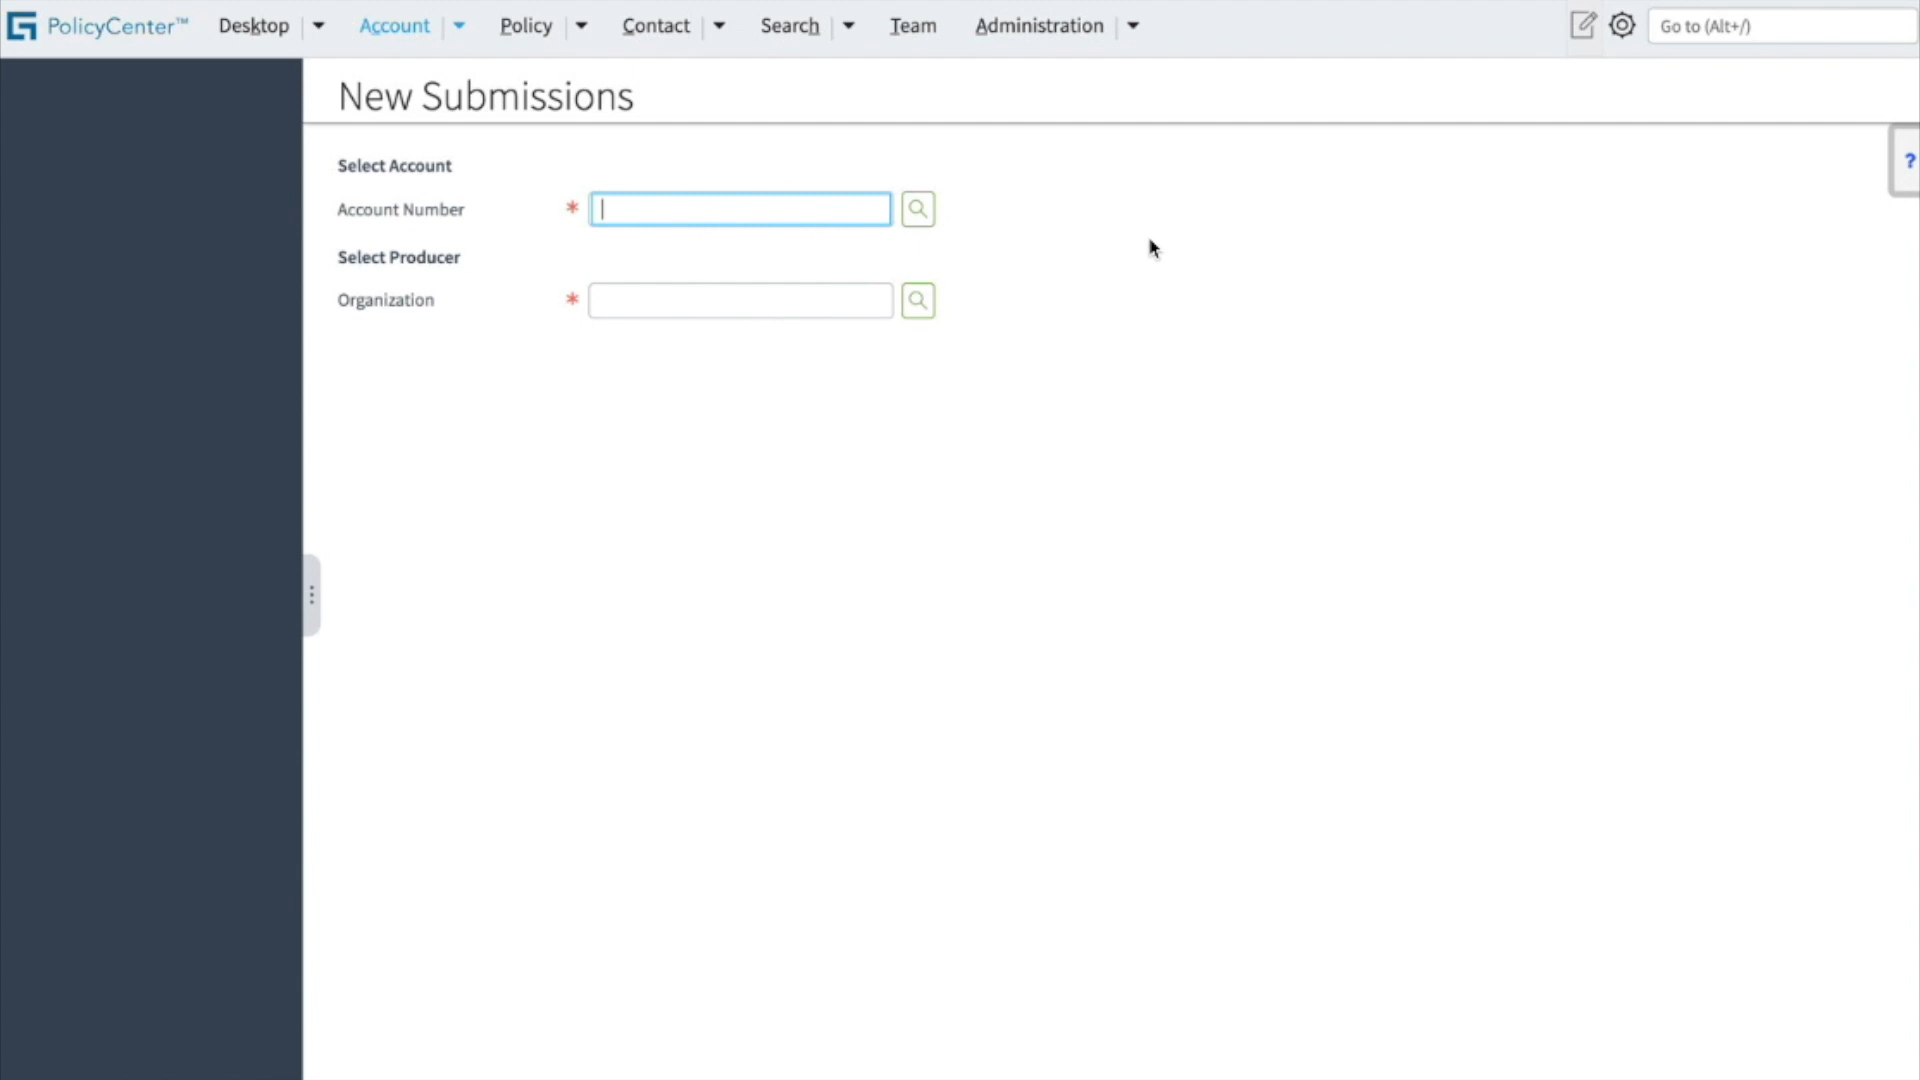 PolicyCenter™ Desktop Account Policy Contact Search Team Administration Go to (Alt+/)
New Submissions
?
Select Account
Account Number *
Select Producer
Organization *